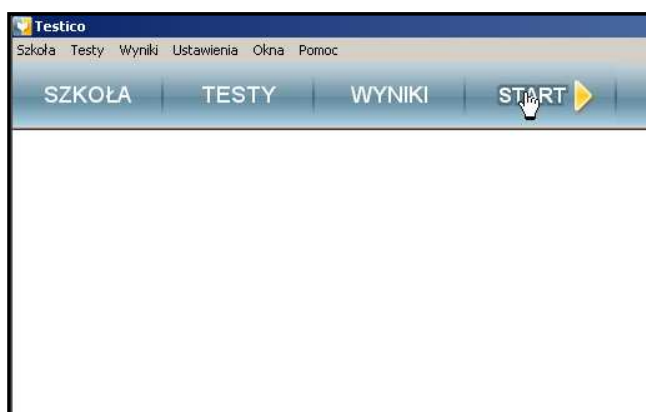 Testico
Szkoła Testy Wyniki Ustawienia Okna Pomoc
SZKOŁA TESTY WYNIKI START